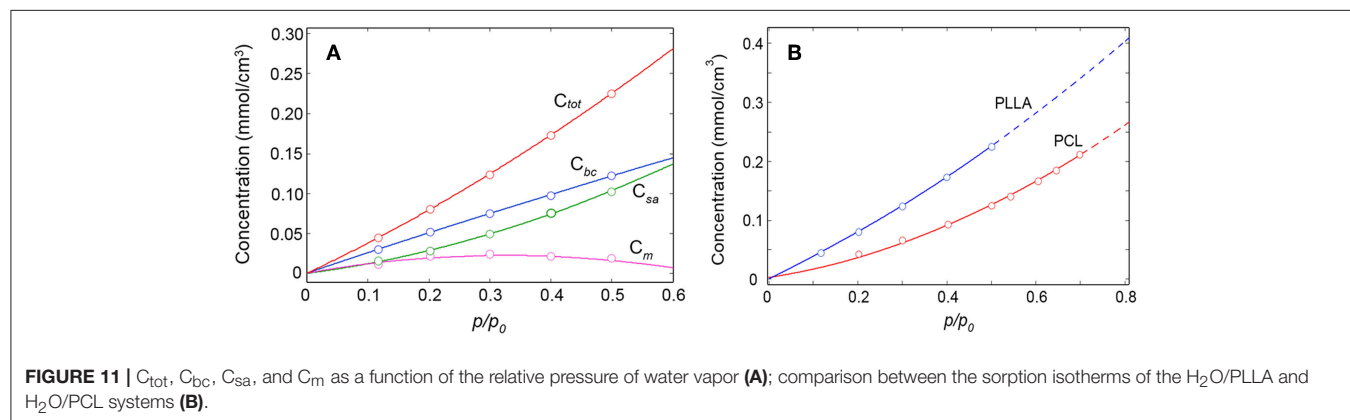 A
Concentration (mmol/cm³)
0.30
0.25
0.20
0.15
0.10
0.05
0
C_tot
C_bc
C_sa
C_m
0 0.1 0.2 0.3 0.4 0.5 0.6
p/p₀
B
Concentration (mmol/cm³)
0.4
0.3
0.2
0.1
0
PLLA
PCL
0 0.2 0.4 0.6 0.8
p/p₀
FIGURE 11 | C_tot, C_bc, C_sa, and C_m as a function of the relative pressure of water vapor (A); comparison between the sorption isotherms of the H₂O/PLLA and
H₂O/PCL systems (B).